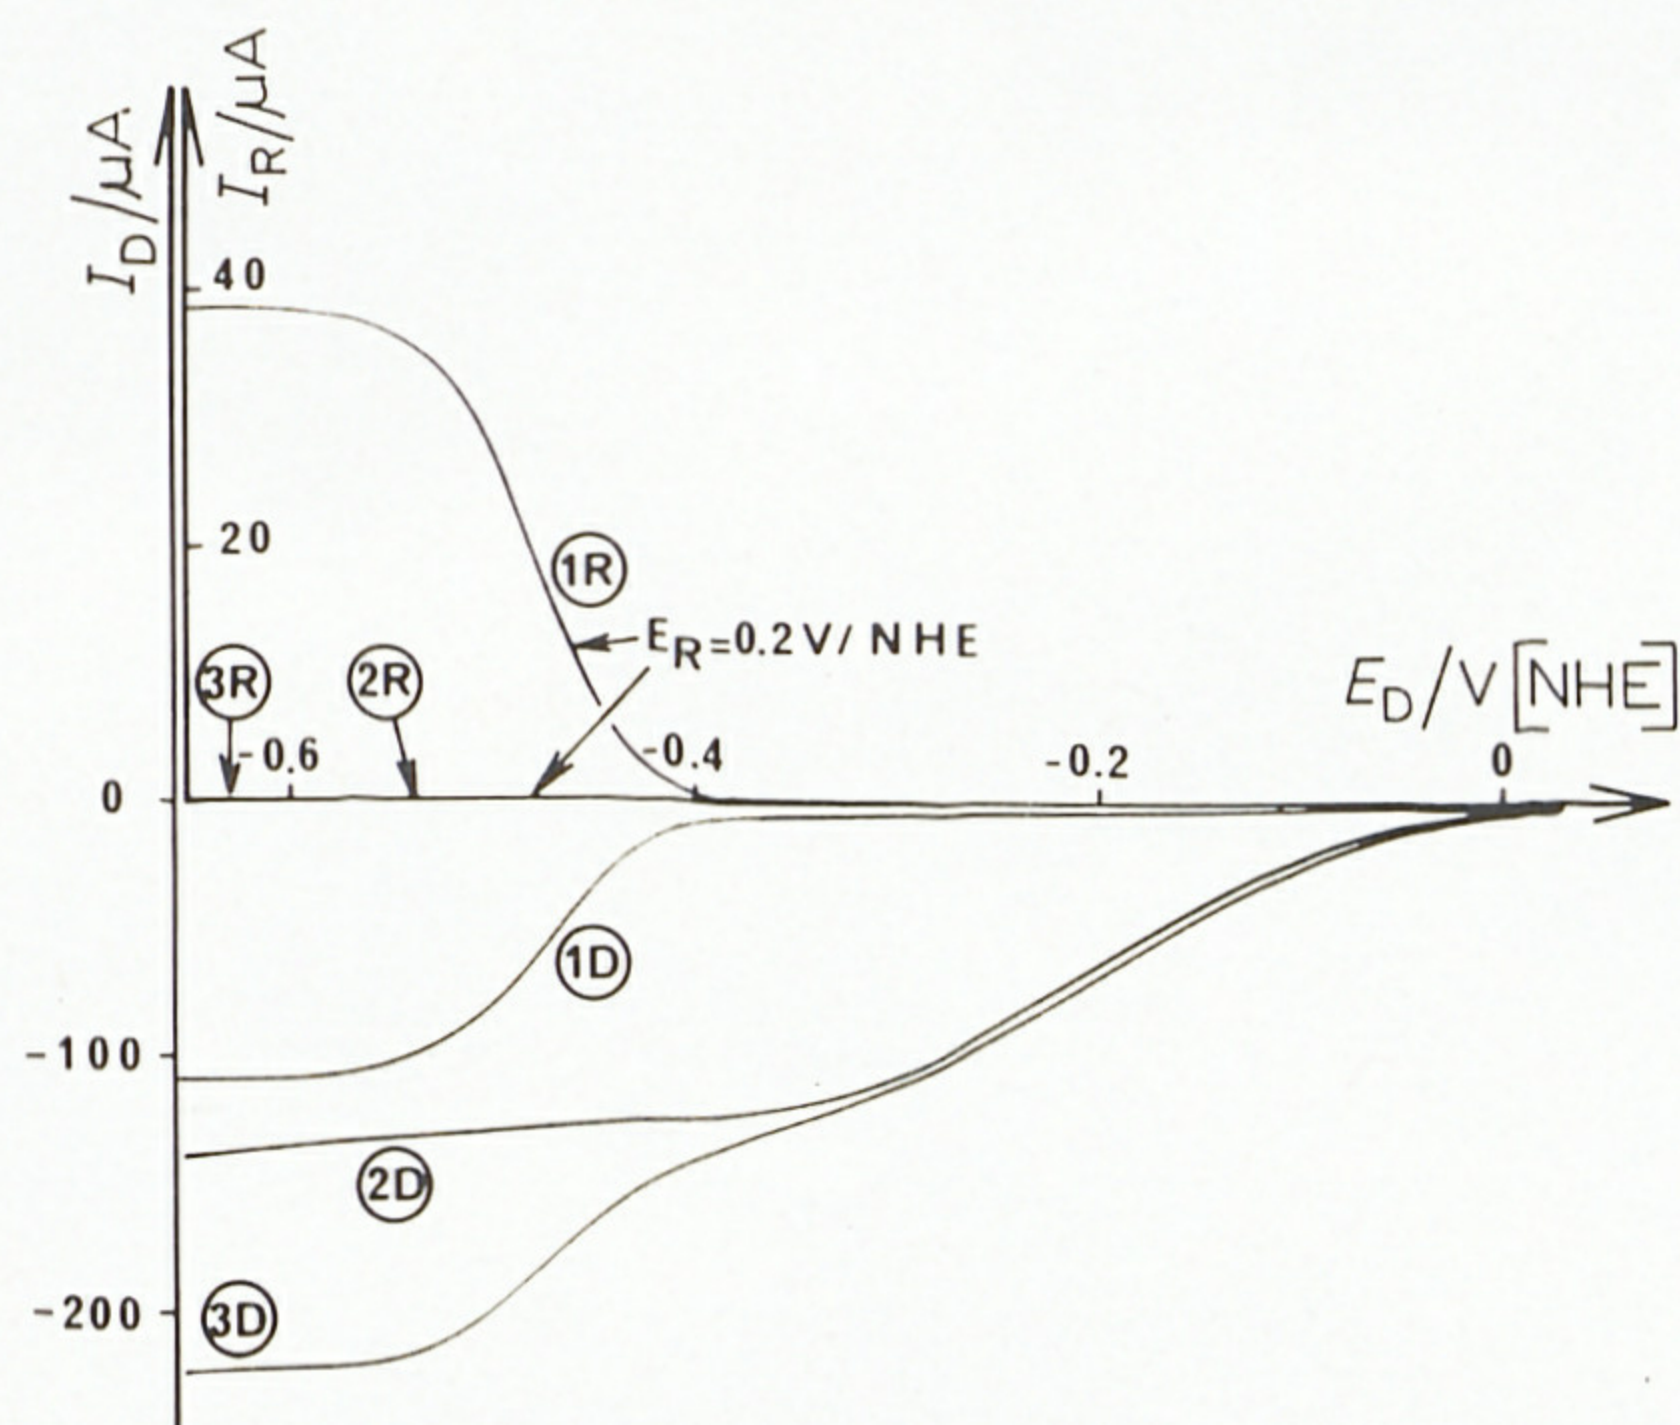 I_D/μA
I_R/μA
40
20
1R
E_R=0.2V/NHE
3R
2R
E_D/V [NHE]
-0.6
-0.4
-0.2
0
0
1D
-100
2D
-200
3D